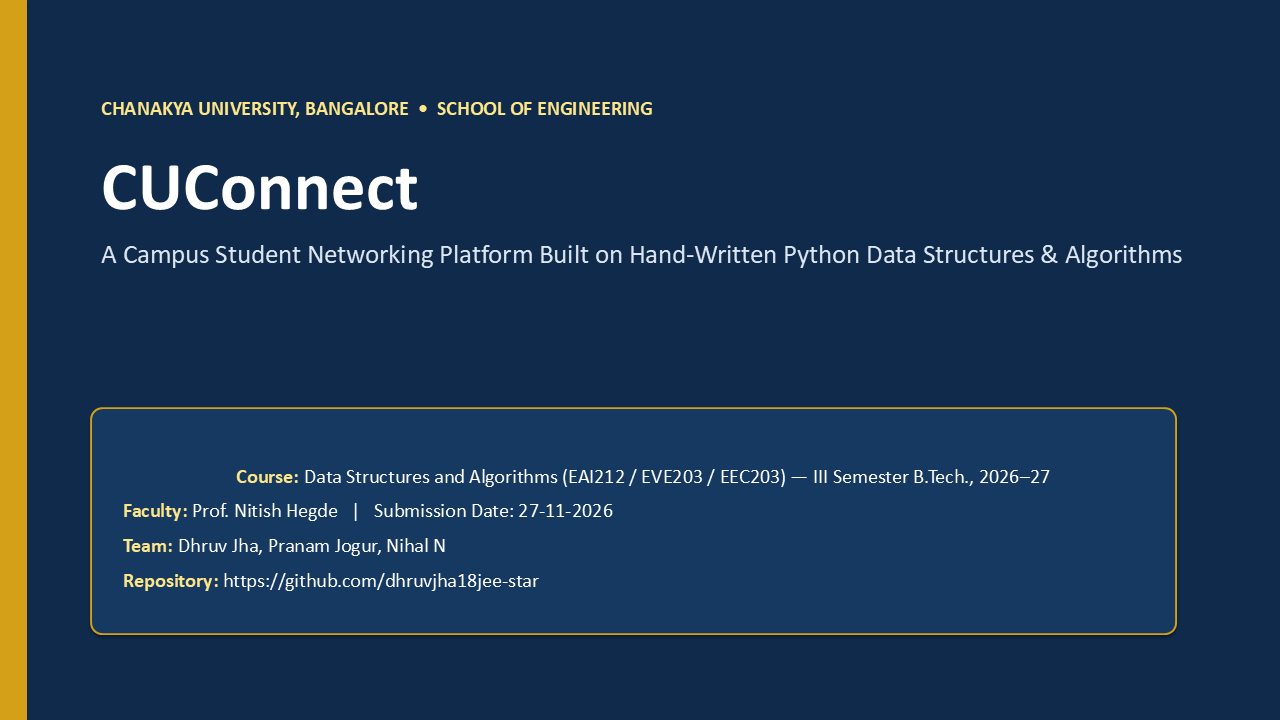 CHANAKYA UNIVERSITY, BANGALORE • SCHOOL OF ENGINEERING
CUConnect
A Campus Student Networking Platform Built on Hand-Written Python Data Structures & Algorithms
Course: Data Structures and Algorithms (EAI212 / EVE203 / EEC203) — III Semester B.Tech., 2026–27
Faculty: Prof. Nitish Hegde | Submission Date: 27-11-2026
Team: Dhruv Jha, Pranam Jogur, Nihal N
Repository: https://github.com/dhruvjha18jee-star